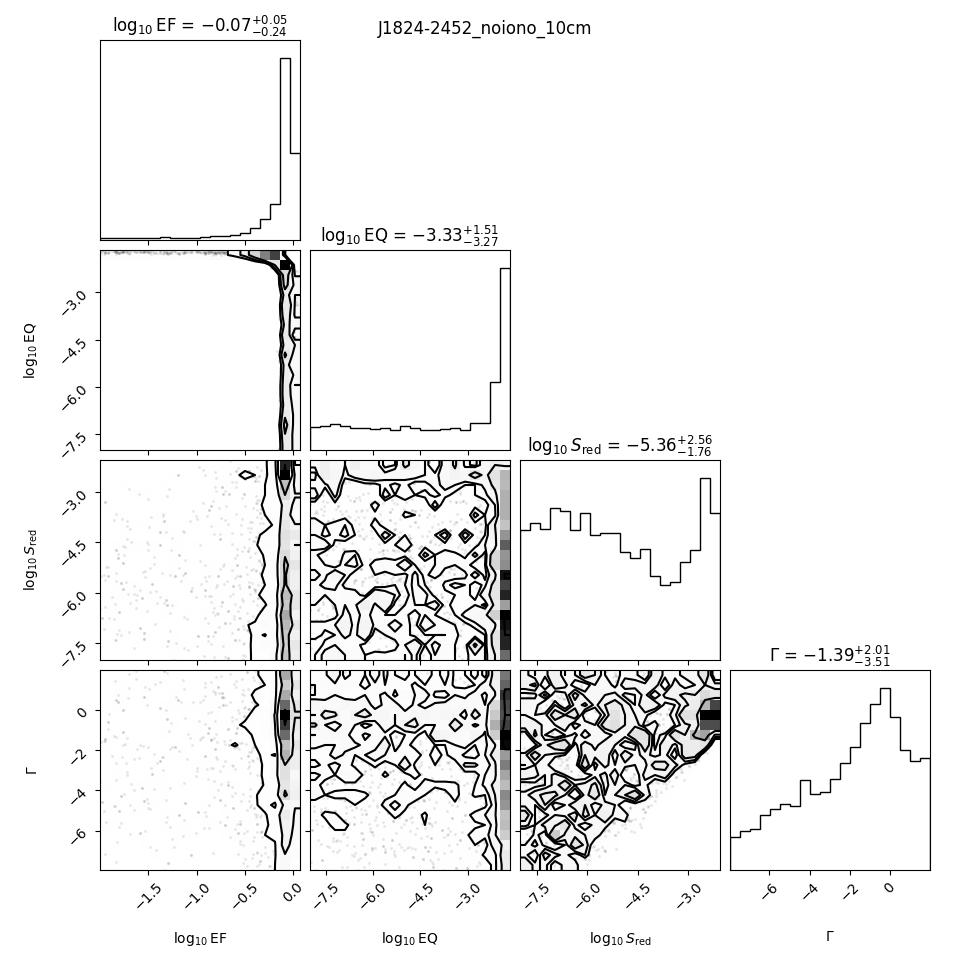 log₁₀ EF = −0.07 +0.05 −0.24
J1824-2452_noiono_10cm
log₁₀ EQ = −3.33 +1.51 −3.27
−3.0
−4.5
−6.0
−7.5
log₁₀ EQ
log₁₀ S_red = −5.36 +2.56 −1.76
−3.0
−4.5
−6.0
−7.5
log₁₀ S_red
Γ = −1.39 +2.01 −3.51
0
−2
−4
−6
Γ
−1.5 −1.0 −0.5 0.0
−7.5 −6.0 −4.5 −3.0
−7.5 −6.0 −4.5 −3.0
−6 −4 −2 0
log₁₀ EF
log₁₀ EQ
log₁₀ S_red
Γ